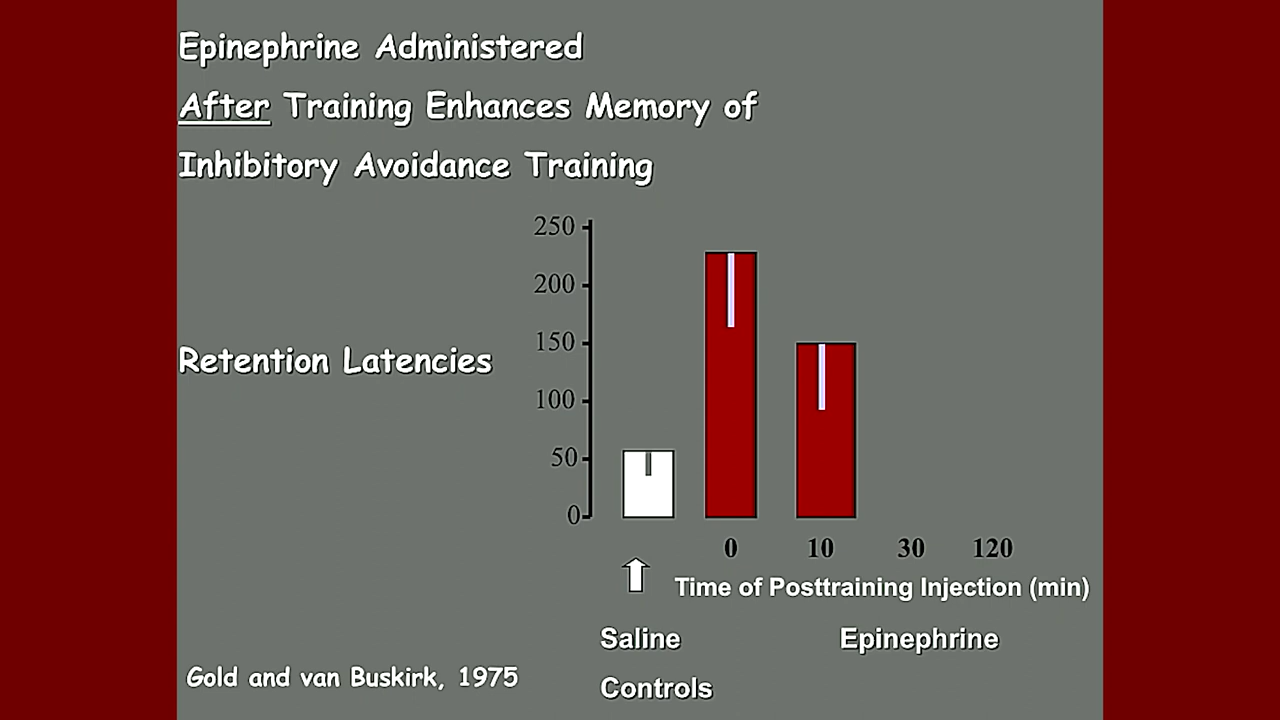 Epinephrine Administered
After Training Enhances Memory of
Inhibitory Avoidance Training
250
200
Retention Latencies
150
100
50
0
0 10 30 120
Time of Posttraining Injection (min)
Saline Epinephrine
Controls
Gold and van Buskirk, 1975